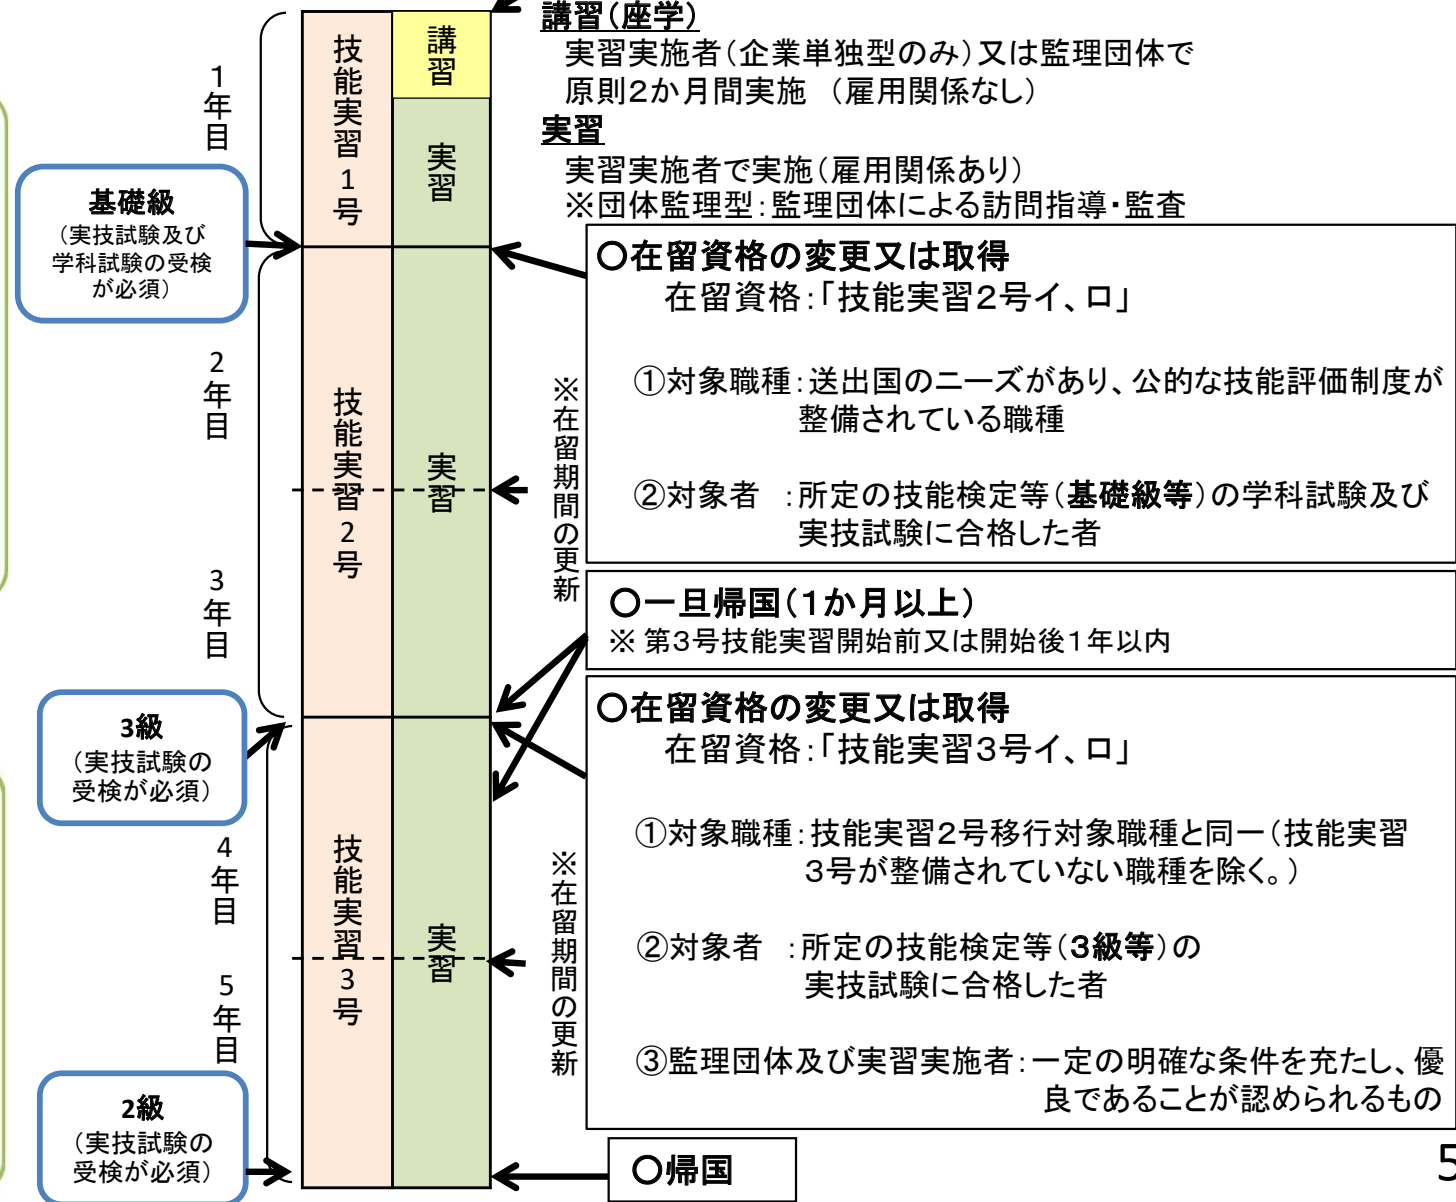 講習(座学)
実習実施者(企業単独型のみ)又は監理団体で
原則2か月間実施 (雇用関係なし)
実習
実習実施者で実施(雇用関係あり)
※団体監理型:監理団体による訪問指導・監査
1年目
2年目
3年目
4年目
5年目
技能実習1号
講習
実習
技能実習2号
実習
技能実習3号
実習
基礎級
(実技試験及び
学科試験の受検
が必須)
3級
(実技試験の
受検が必須)
2級
(実技試験の
受検が必須)
※在留期間の更新
※在留期間の更新
○在留資格の変更又は取得
在留資格:「技能実習2号イ、ロ」
①対象職種:送出国のニーズがあり、公的な技能評価制度が
整備されている職種
②対象者 :所定の技能検定等(基礎級等)の学科試験及び
実技試験に合格した者
○一旦帰国(1か月以上)
※ 第3号技能実習開始前又は開始後1年以内
○在留資格の変更又は取得
在留資格:「技能実習3号イ、ロ」
①対象職種:技能実習2号移行対象職種と同一(技能実習
3号が整備されていない職種を除く。)
②対象者 :所定の技能検定等(3級等)の
実技試験に合格した者
③監理団体及び実習実施者:一定の明確な条件を充たし、優
良であることが認められるもの
○帰国
5